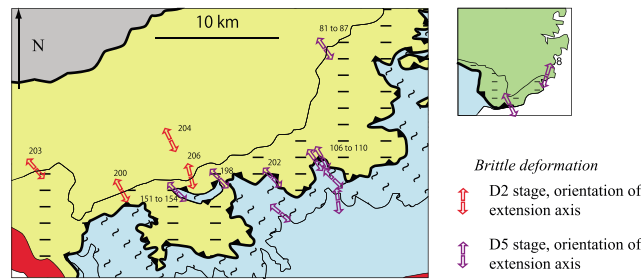 10 km
81 to 87
N
8
204
203
106 to 110
206
198
202
200
151 to 154
Brittle deformation
D2 stage, orientation of
extension axis
D5 stage, orientation of
extension axis